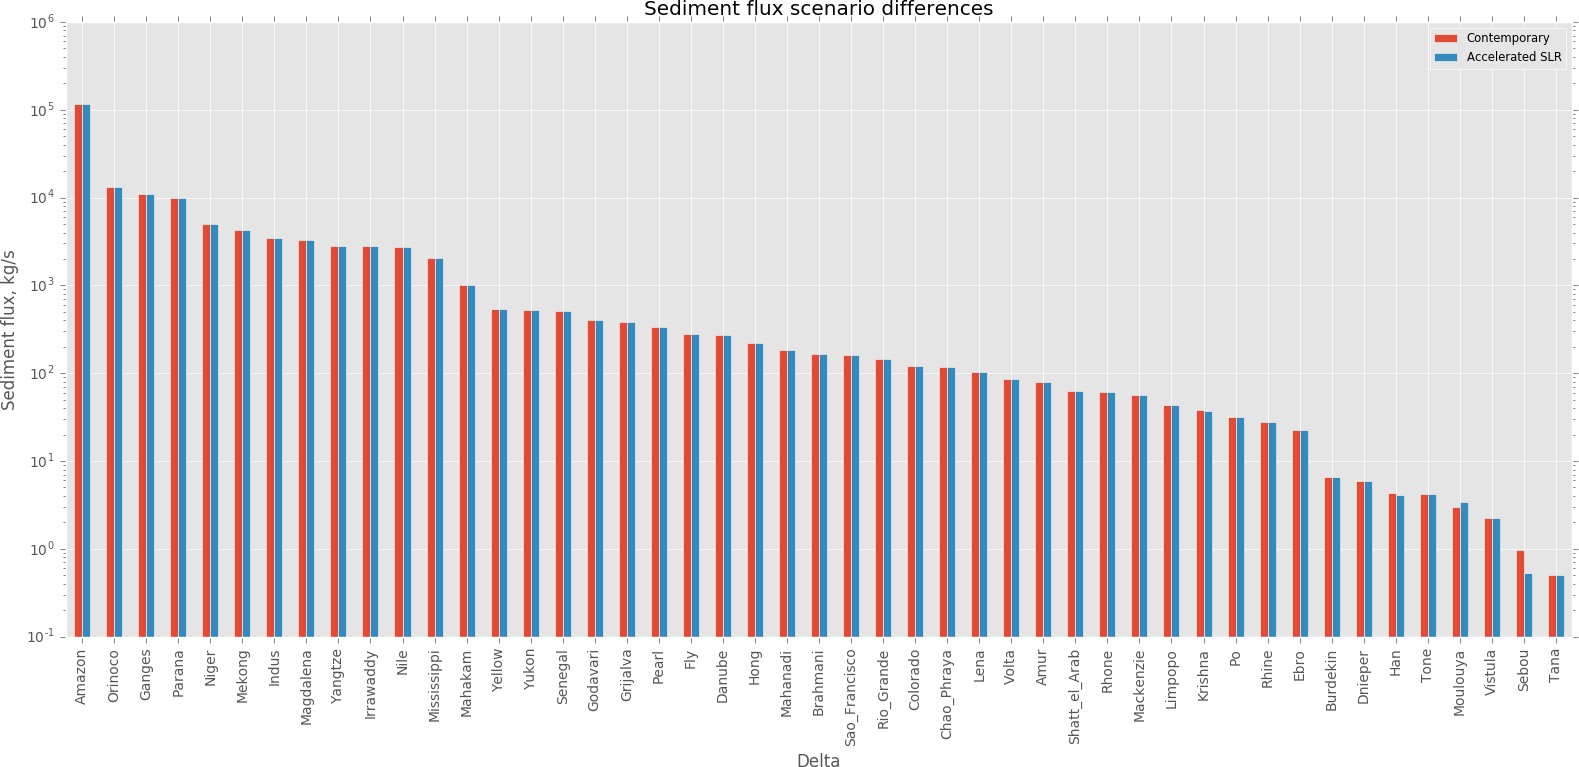 Sediment flux scenario differences
Contemporary
Accelerated SLR
Sediment flux, kg/s
10^6
10^5
10^4
10^3
10^2
10^1
10^0
10^-1
Amazon
Orinoco
Ganges
Parana
Niger
Mekong
Indus
Magdalena
Yangtze
Irrawaddy
Nile
Mississippi
Mahakam
Yellow
Yukon
Senegal
Godavari
Grijalva
Pearl
Fly
Danube
Hong
Mahanadi
Brahmani
Sao_Francisco
Rio_Grande
Colorado
Chao_Phraya
Lena
Volta
Amur
Shatt_el_Arab
Rhone
Mackenzie
Limpopo
Krishna
Po
Rhine
Ebro
Burdekin
Dnieper
Han
Tone
Moulouya
Vistula
Sebou
Tana
Delta